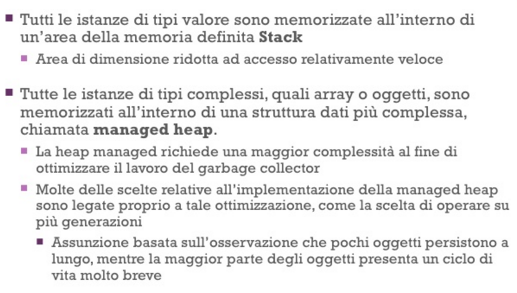 Tutti le istanze di tipi valore sono memorizzate all'interno di
un'area della memoria definita Stack
Area di dimensione ridotta ad accesso relativamente veloce
Tutte le istanze di tipi complessi, quali array o oggetti, sono
memorizzati all'interno di una struttura dati più complessa,
chiamata managed heap.
La heap managed richiede una maggior complessità al fine di
ottimizzare il lavoro del garbage collector
Molte delle scelte relative all'implementazione della managed heap
sono legate proprio a tale ottimizzazione, come la scelta di operare su
più generazioni
Assunzione basata sull'osservazione che pochi oggetti persistono a
lungo, mentre la maggior parte degli oggetti presenta un ciclo di
vita molto breve